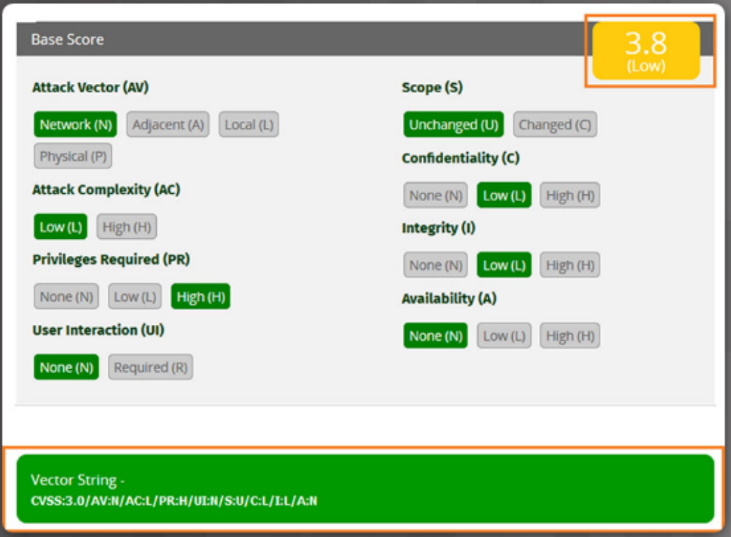 Base Score
3.8
(Low)
Attack Vector (AV)
Network (N) Adjacent (A) Local (L)
Physical (P)
Attack Complexity (AC)
Low (L) High (H)
Privileges Required (PR)
None (N) Low (L) High (H)
User Interaction (UI)
None (N) Required (R)
Scope (S)
Unchanged (U) Changed (C)
Confidentiality (C)
None (N) Low (L) High (H)
Integrity (I)
None (N) Low (L) High (H)
Availability (A)
None (N) Low (L) High (H)
Vector String -
CVSS:3.0/AV:N/AC:L/PR:H/UI:N/S:U/C:L/I:L/A:N